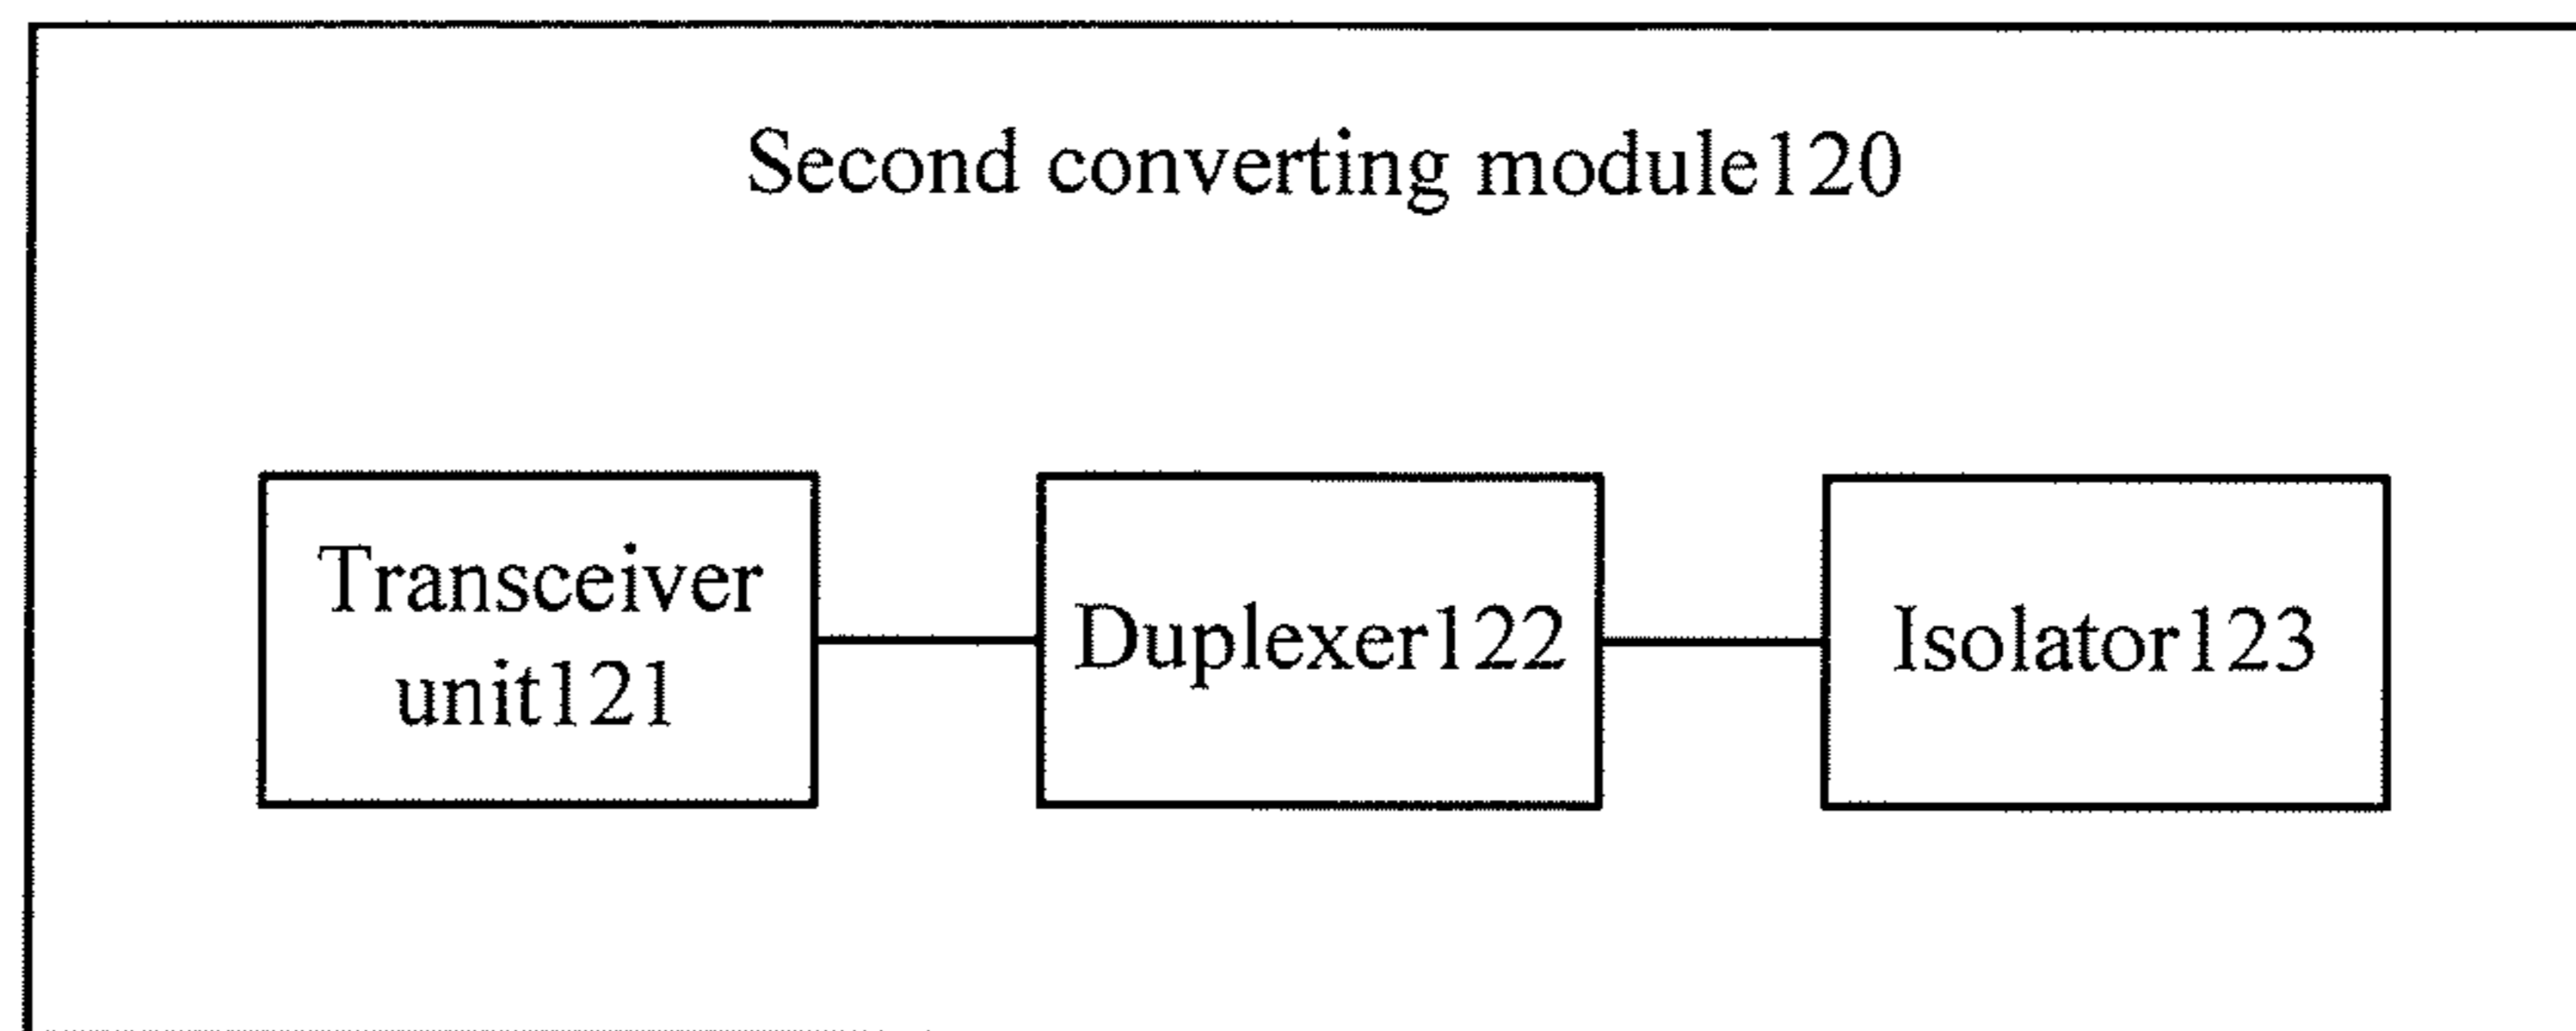 Second converting module120
Transceiver
unit121
Duplexer122
Isolator123